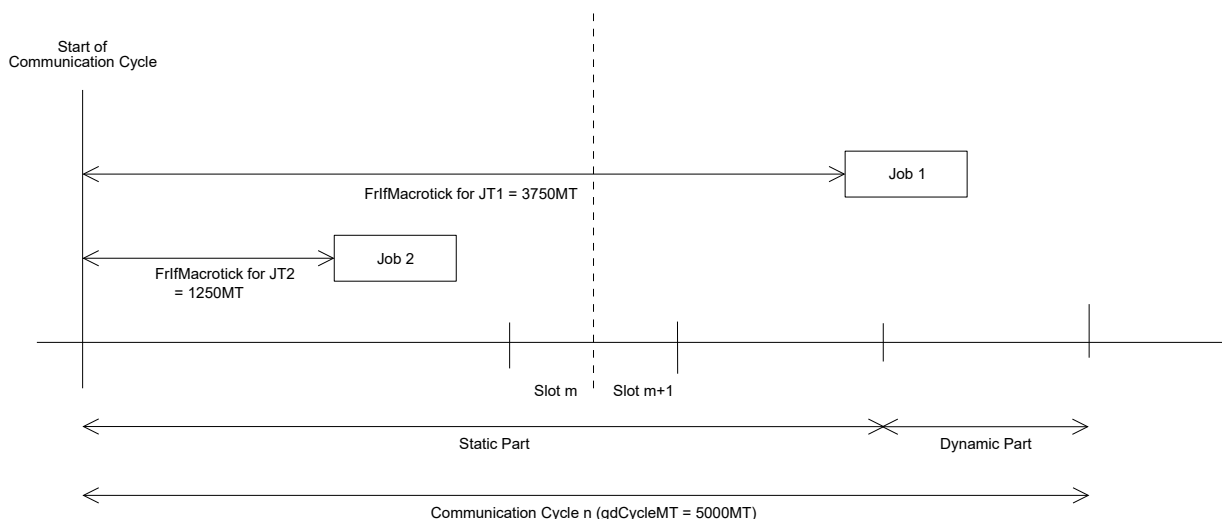 Start of
Communication Cycle
Job 1
FrIfMacrotick for JT1 = 3750MT
Job 2
FrIfMacrotick for JT2
= 1250MT
Slot m
Slot m+1
Static Part
Dynamic Part
Communication Cycle n (gdCycleMT = 5000MT)